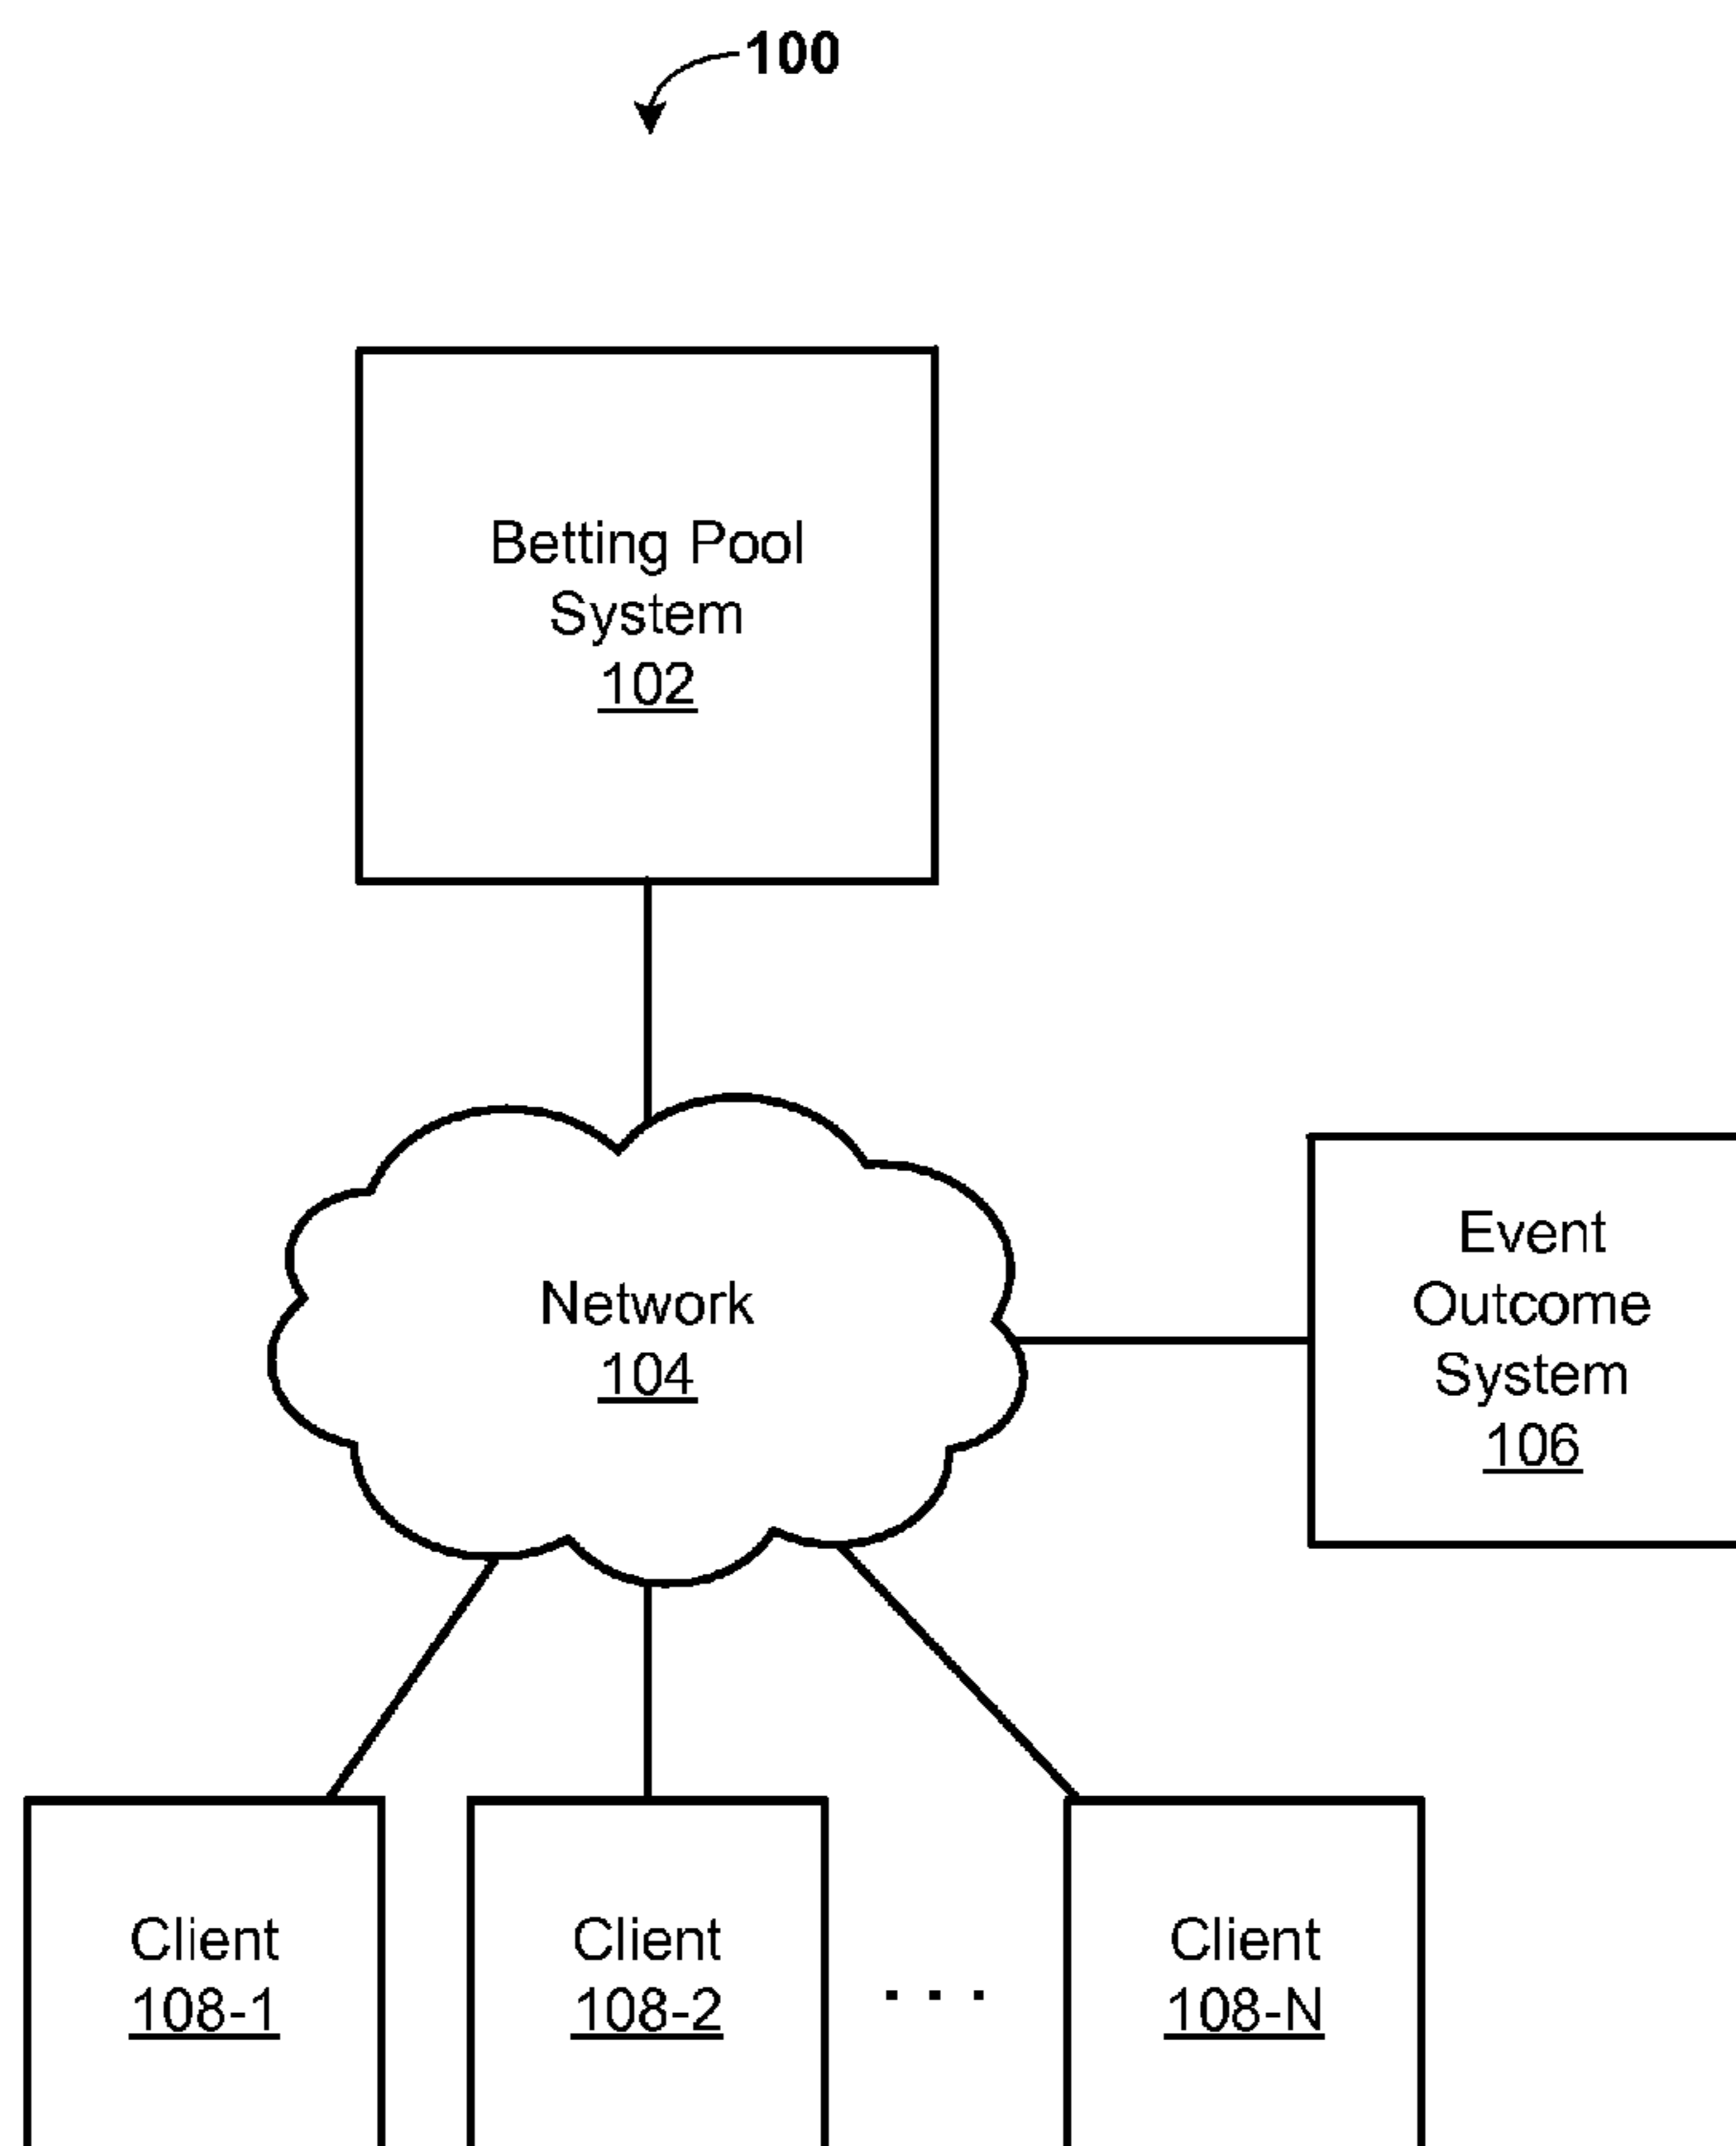 100
Betting Pool
System
102
Network
104
Event
Outcome
System
106
Client
108-1
Client
108-2
. . .
Client
108-N